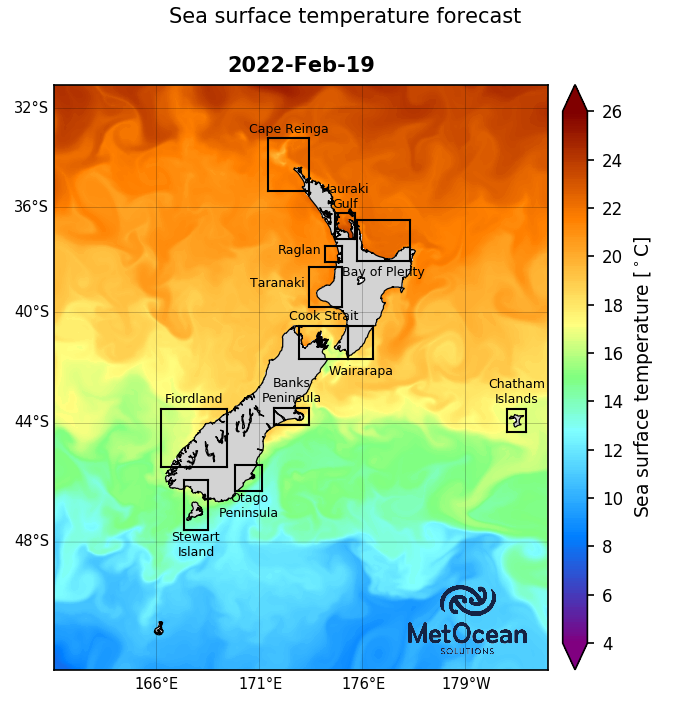 Sea surface temperature forecast
2022-Feb-19
32°S
36°S
40°S
44°S
48°S
166°E
171°E
176°E
179°W
Cape Reinga
Hauraki
Gulf
Raglan
Bay of Plenty
Taranaki
Cook Strait
Wairarapa
Banks
Peninsula
Fiordland
Chatham
Islands
Otago
Peninsula
Stewart
Island
MetOcean
SOLUTIONS
26
24
22
20
18
16
14
12
10
8
6
4
Sea surface temperature [°C]